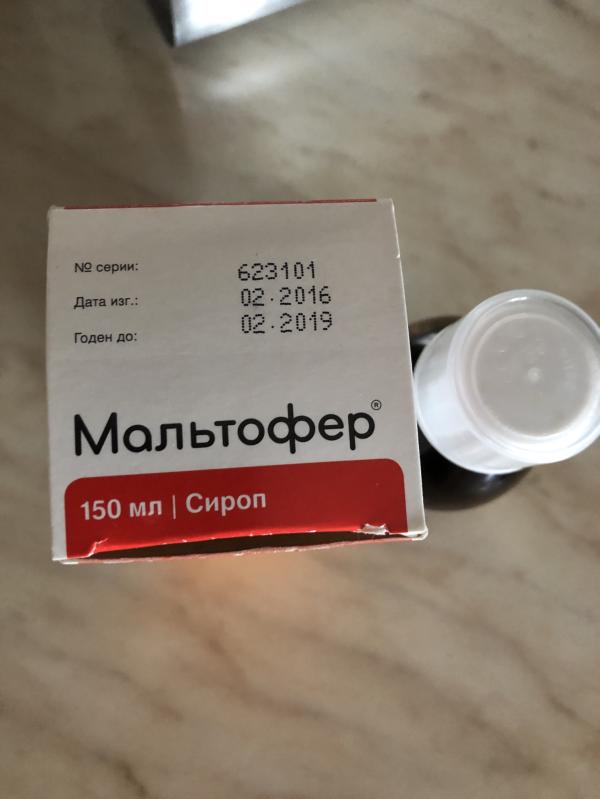 № серии: 623101
Дата изг.: 02.2016
Годен до: 02.2019
Мальтофер®
150 мл | Сироп